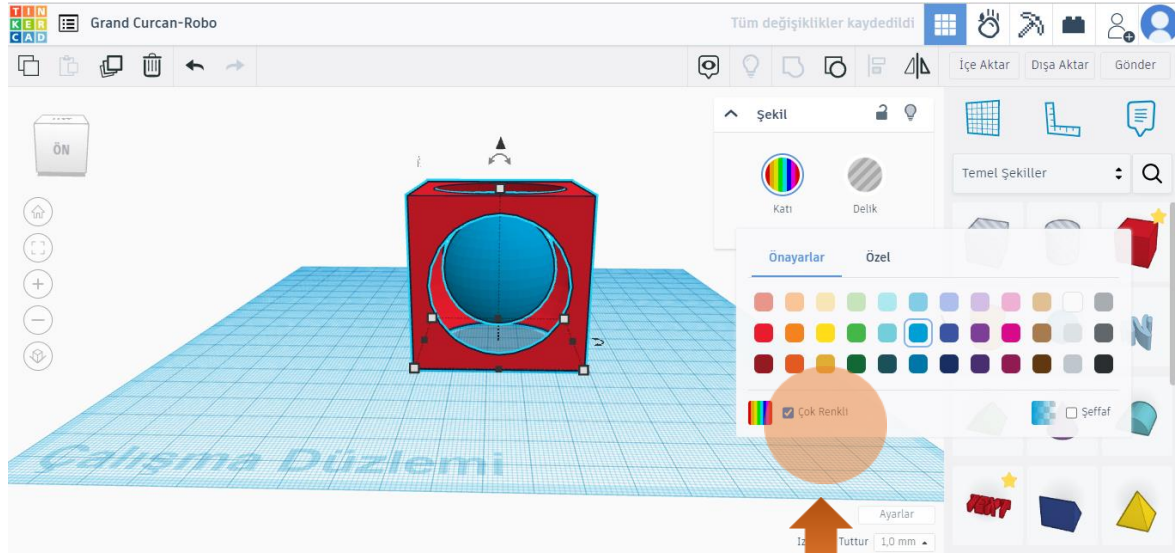 TIN
KER
CAD
Grand Curcan-Robo
Tüm değişiklikler kaydedildi
İçe Aktar
Dışa Aktar
Gönder
ÖN
Şekil
Katı
Delik
Temel Şekiller
Önayarlar
Özel
Çok Renkli
Şeffaf
Çalışma Düzlemi
Ayarlar
Tuttur
1,0 mm
TEXT